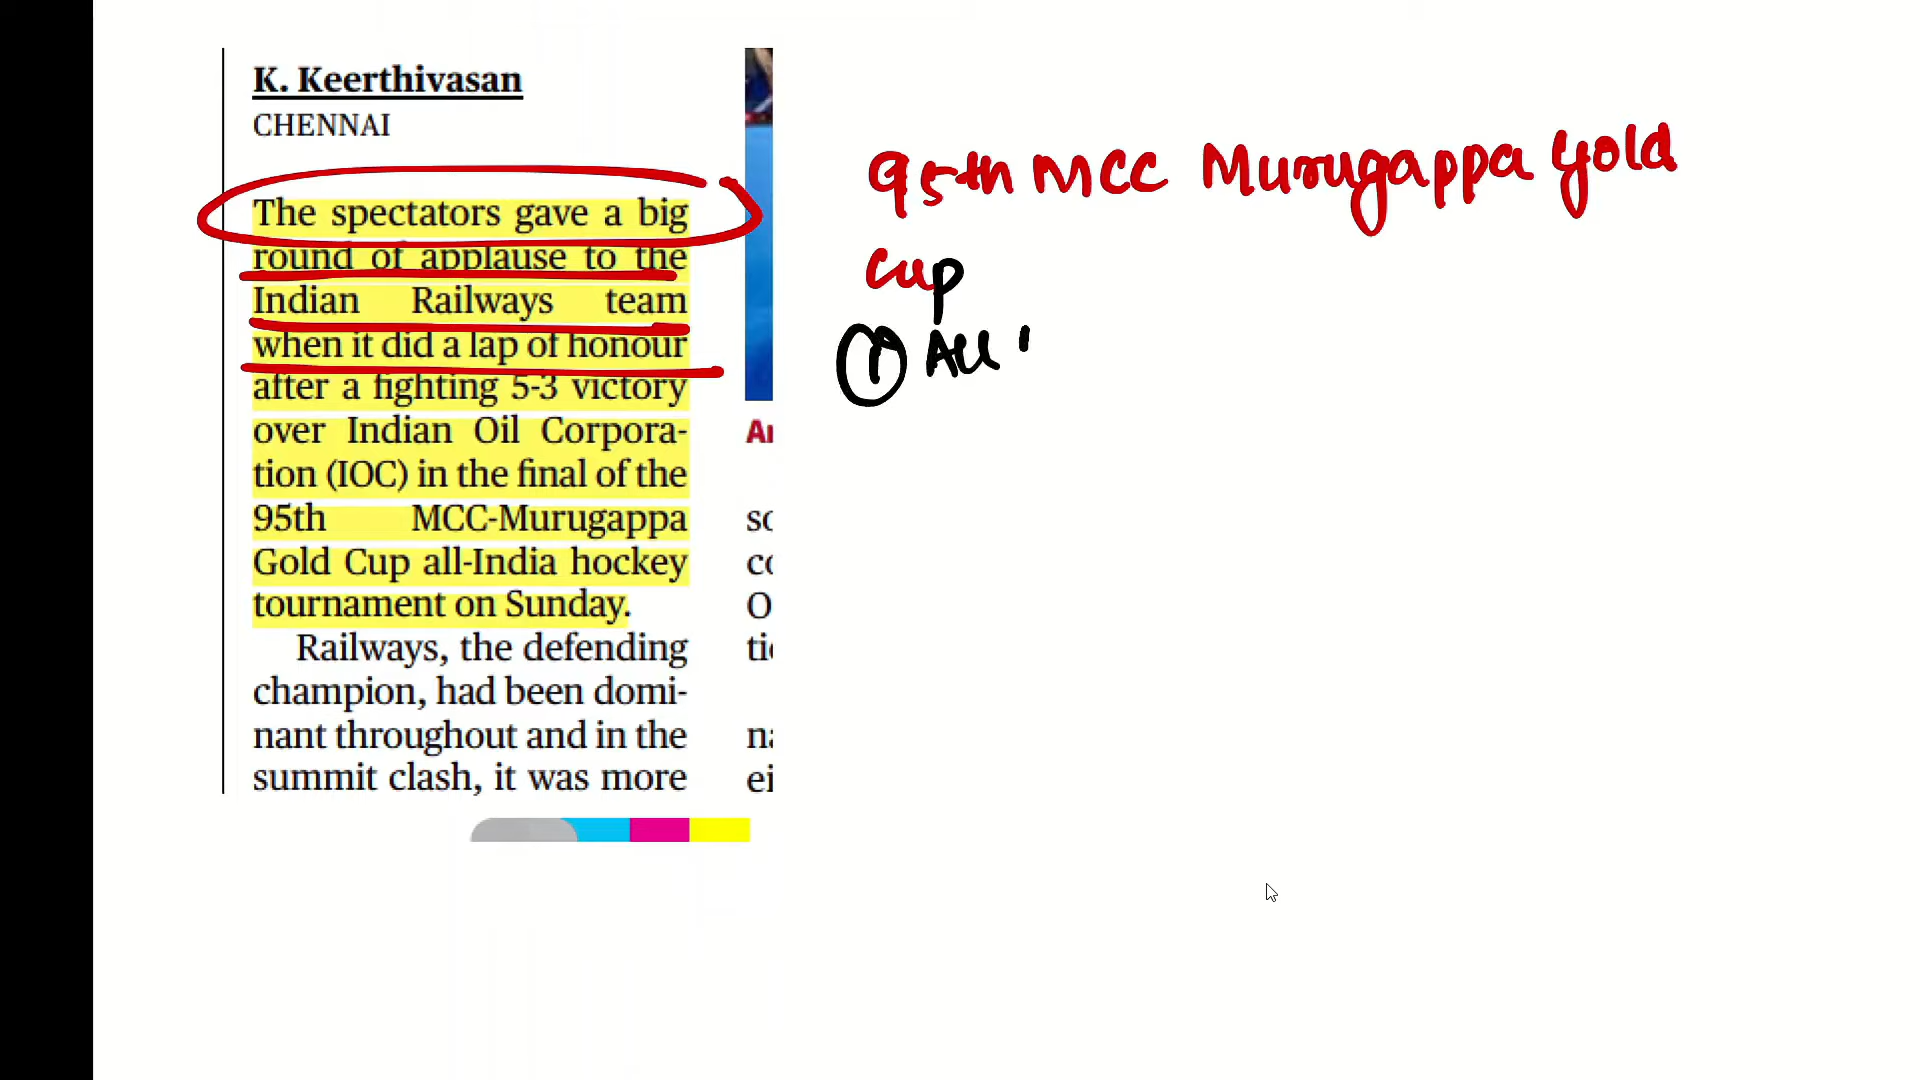 K. Keerthivasan
CHENNAI
The spectators gave a big
round of applause to the
Indian Railways team
when it did a lap of honour
after a fighting 5-3 victory
over Indian Oil Corpora-
tion (IOC) in the final of the
95th MCC-Murugappa
Gold Cup all-India hockey
tournament on Sunday.
Railways, the defending
champion, had been domi-
nant throughout and in the
summit clash, it was more
95th MCC Murugappa Gold
Cup
① All